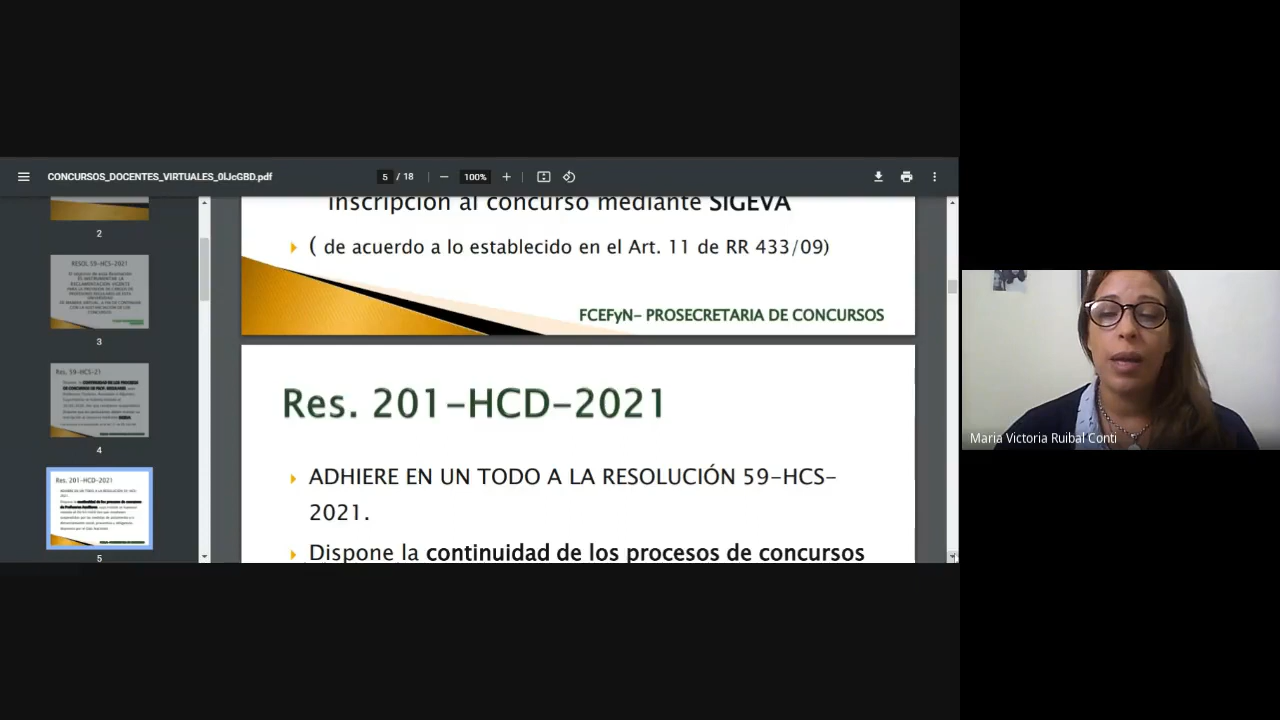 CONCURSOS_DOCENTES_VIRTUALES_0lJcGBD.pdf
5 / 18
100%
2
RESOL 59-HCS-2021
3
Res. 59-HCS-21
4
Res. 201-HCD-2021
5
inscripción al concurso mediante SIGEVA
( de acuerdo a lo establecido en el Art. 11 de RR 433/09)
FCEFyN- PROSECRETARIA DE CONCURSOS
Res. 201-HCD-2021
ADHIERE EN UN TODO A LA RESOLUCIÓN 59-HCS-
2021.
Dispone la continuidad de los procesos de concursos
Maria Victoria Ruibal Conti